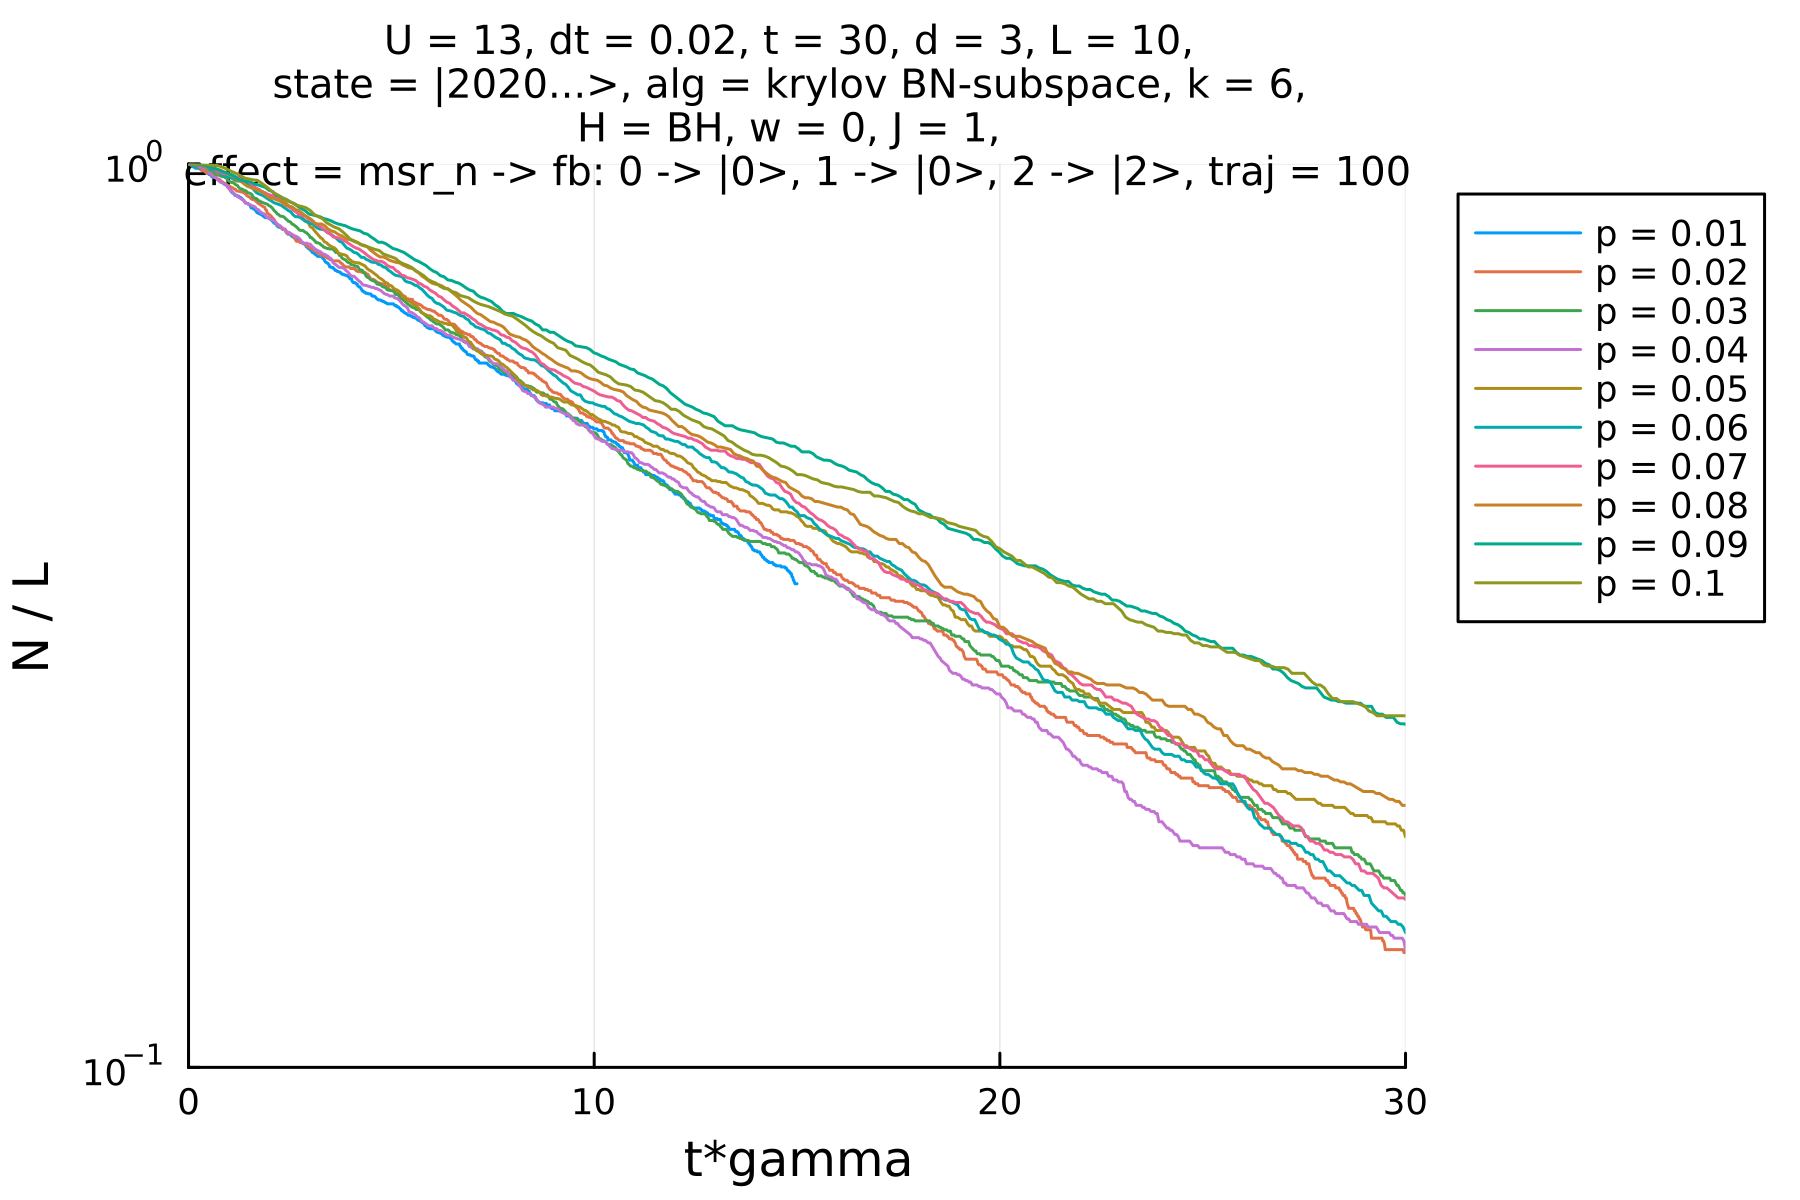 U = 13, dt = 0.02, t = 30, d = 3, L = 10,
state = |2020...>, alg = krylov BN-subspace, k = 6,
H = BH, w = 0, J = 1,
effect = msr_n -> fb: 0 -> |0>, 1 -> |0>, 2 -> |2>, traj = 100
10⁰
p = 0.01
p = 0.02
p = 0.03
p = 0.04
p = 0.05
p = 0.06
p = 0.07
p = 0.08
p = 0.09
p = 0.1
N / L
10⁻¹
0 10 20 30
t*gamma